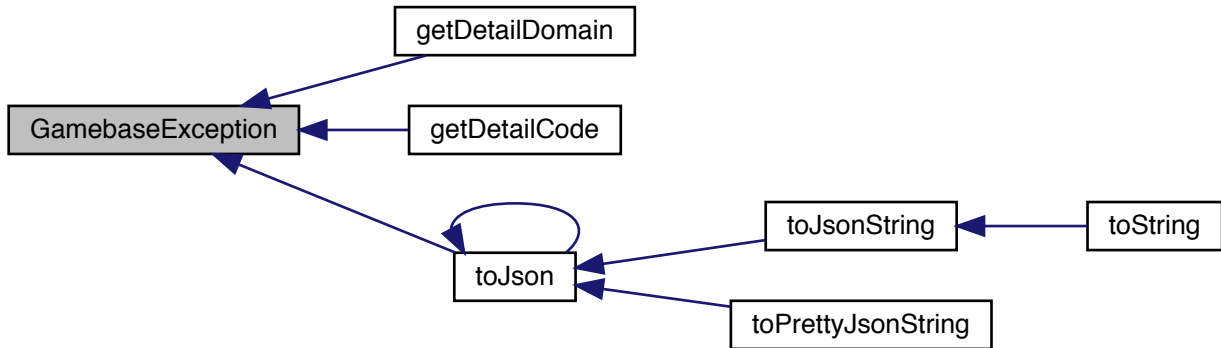 getDetailDomain
GamebaseException
getDetailCode
toJsonString
toString
toJson
toPrettyJsonString